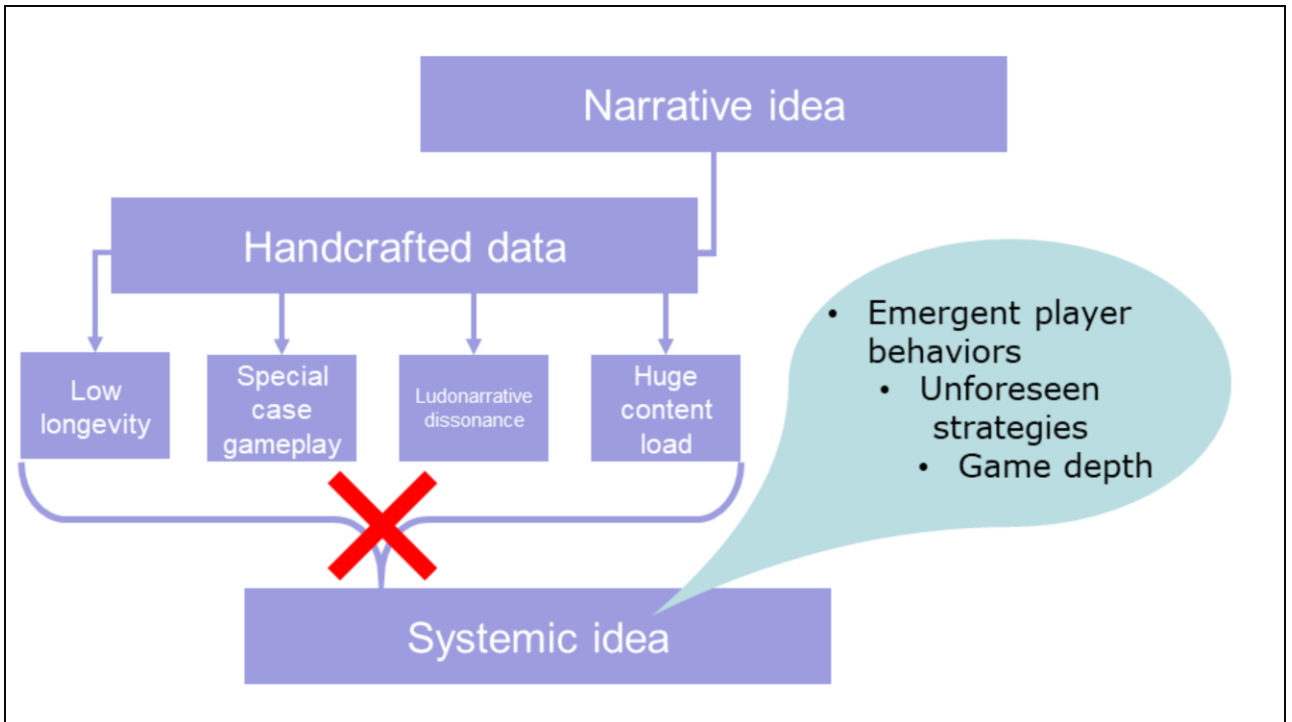 Narrative idea
Handcrafted data
Low
longevity
Special
case
gameplay
Ludonarrative
dissonance
Huge
content
load
• Emergent player
behaviors
• Unforeseen
strategies
• Game depth
Systemic idea